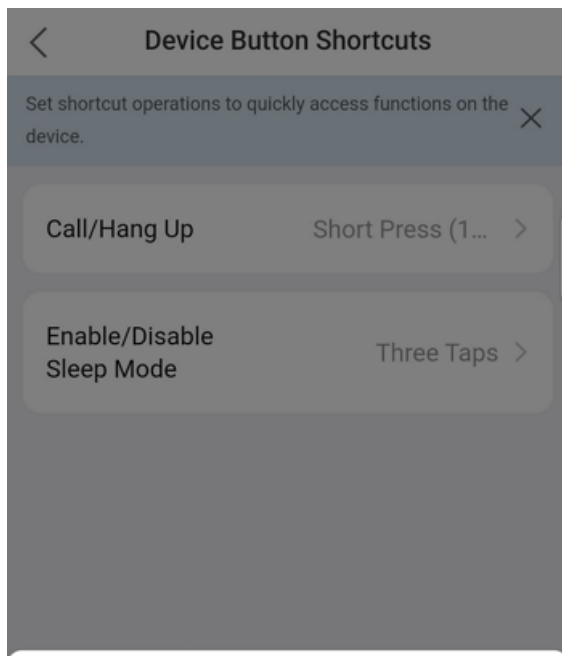 Device Button Shortcuts
Set shortcut operations to quickly access functions on the
device.
Call/Hang Up
Short Press (1...
Enable/Disable
Sleep Mode
Three Taps